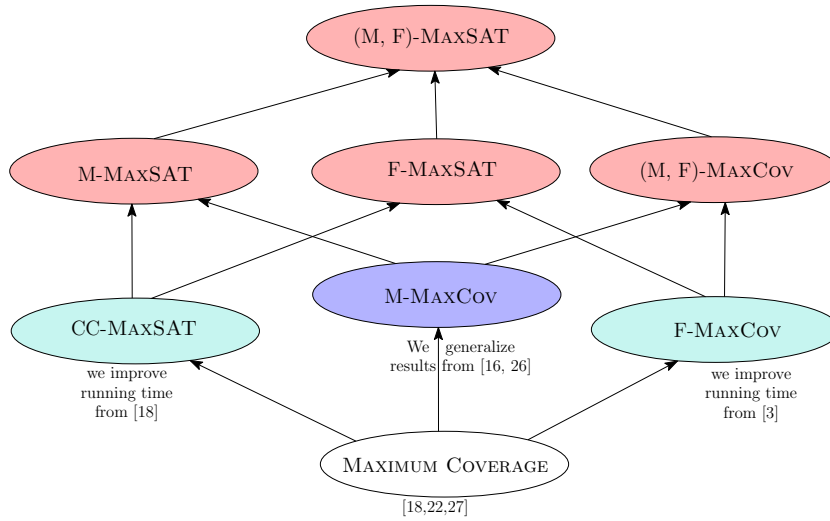 (M, F)-MAXSAT
M-MAXSAT
F-MAXSAT
(M, F)-MAXCOV
CC-MAXSAT
M-MAXCOV
F-MAXCOV
we improve
running time
from [18]
We generalize
results from [16, 26]
we improve
running time
from [3]
MAXIMUM COVERAGE
[18,22,27]